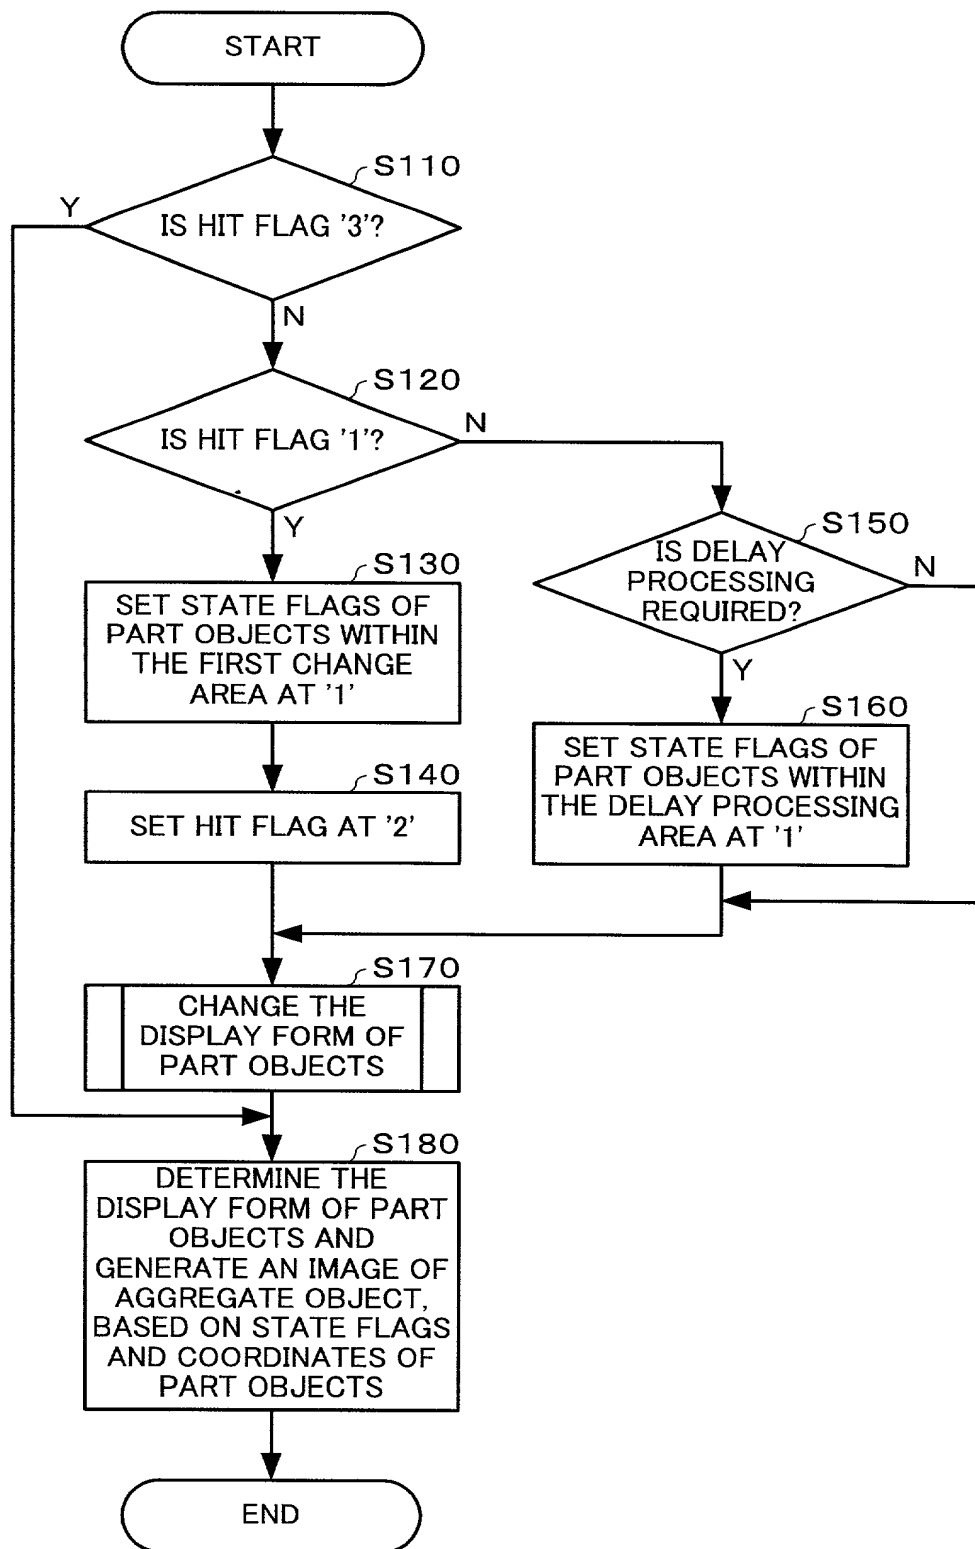 START
S110
Y
IS HIT FLAG '3'?
N
S120
IS HIT FLAG '1'?
N
Y
S130
SET STATE FLAGS OF
PART OBJECTS WITHIN
THE FIRST CHANGE
AREA AT '1'
S140
SET HIT FLAG AT '2'
S150
IS DELAY
PROCESSING
REQUIRED?
N
Y
S160
SET STATE FLAGS OF
PART OBJECTS WITHIN
THE DELAY PROCESSING
AREA AT '1'
S170
CHANGE THE
DISPLAY FORM OF
PART OBJECTS
S180
DETERMINE THE
DISPLAY FORM OF PART
OBJECTS AND
GENERATE AN IMAGE OF
AGGREGATE OBJECT,
BASED ON STATE FLAGS
AND COORDINATES OF
PART OBJECTS
END